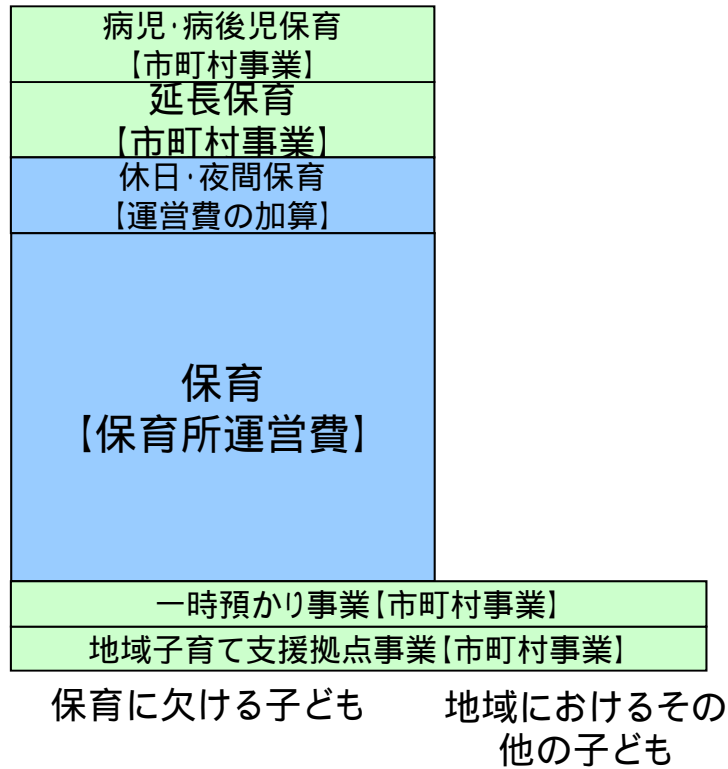 病児・病後児保育
【市町村事業】
延長保育
【市町村事業】
休日・夜間保育
【運営費の加算】
保育
【保育所運営費】
一時預かり事業【市町村事業】
地域子育て支援拠点事業【市町村事業】
保育に欠ける子ども
地域におけるその
他の子ども